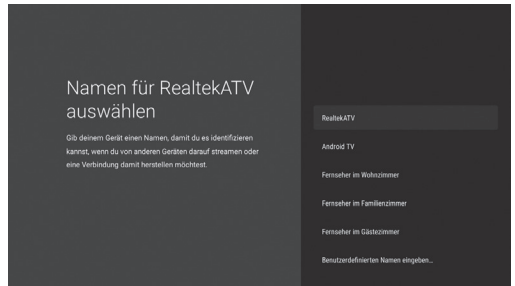 Namen für RealtekATV
auswählen
Gib deinem Gerät einen Namen, damit du es identifizieren
kannst, wenn du von anderen Geräten darauf streamen oder
eine Verbindung damit herstellen möchtest.
RealtekATV
Android TV
Fernseher im Wohnzimmer
Fernseher im Familienzimmer
Fernseher im Gästezimmer
Benutzerdefinierten Namen eingeben…